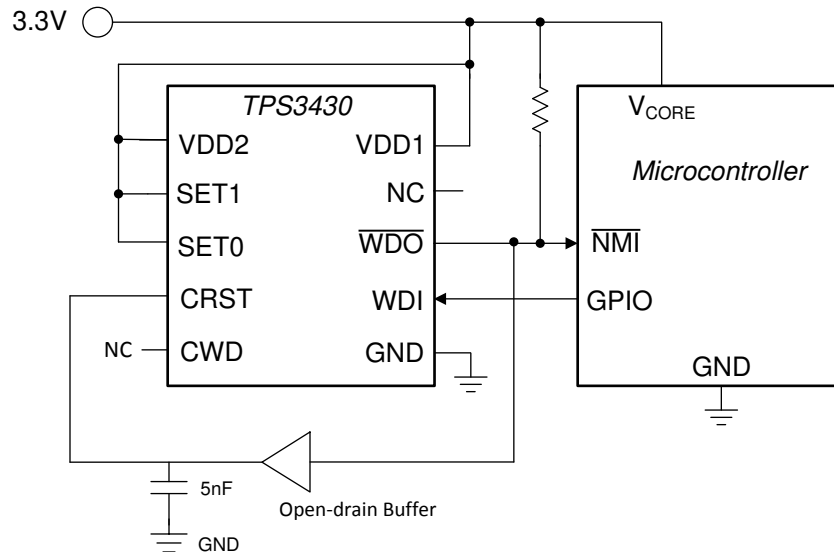 3.3V
TPS3430
VDD2
VDD1
SET1
NC
SET0
WDO
CRST
WDI
NC
CWD
GND
VCORE
Microcontroller
NMI
GPIO
GND
5nF
Open-drain Buffer
GND